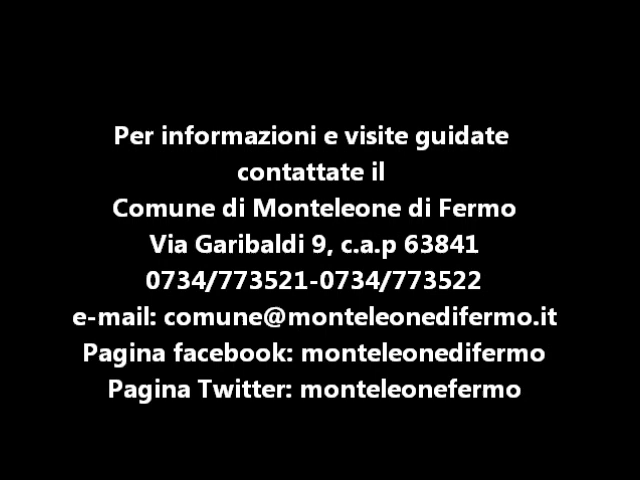 Per informazioni e visite guidate
contattate il
Comune di Monteleone di Fermo
Via Garibaldi 9, c.a.p 63841
0734/773521-0734/773522
e-mail: comune@monteleonedifermo.it
Pagina facebook: monteleonedifermo
Pagina Twitter: monteleonefermo